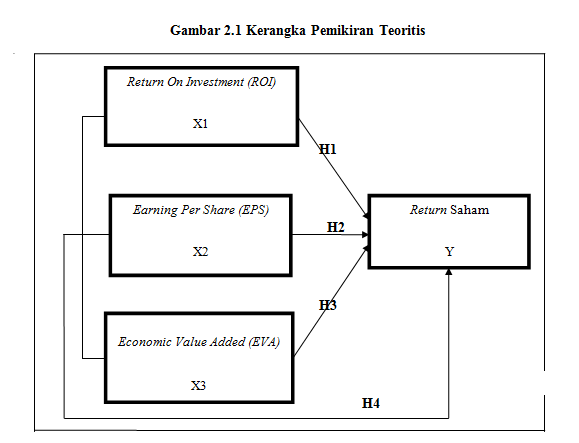 Gambar 2.1 Kerangka Pemikiran Teoritis
Return On Investment (ROI)
X1
H1
Earning Per Share (EPS)
X2
H2
Return Saham
Y
H3
Economic Value Added (EVA)
X3
H4